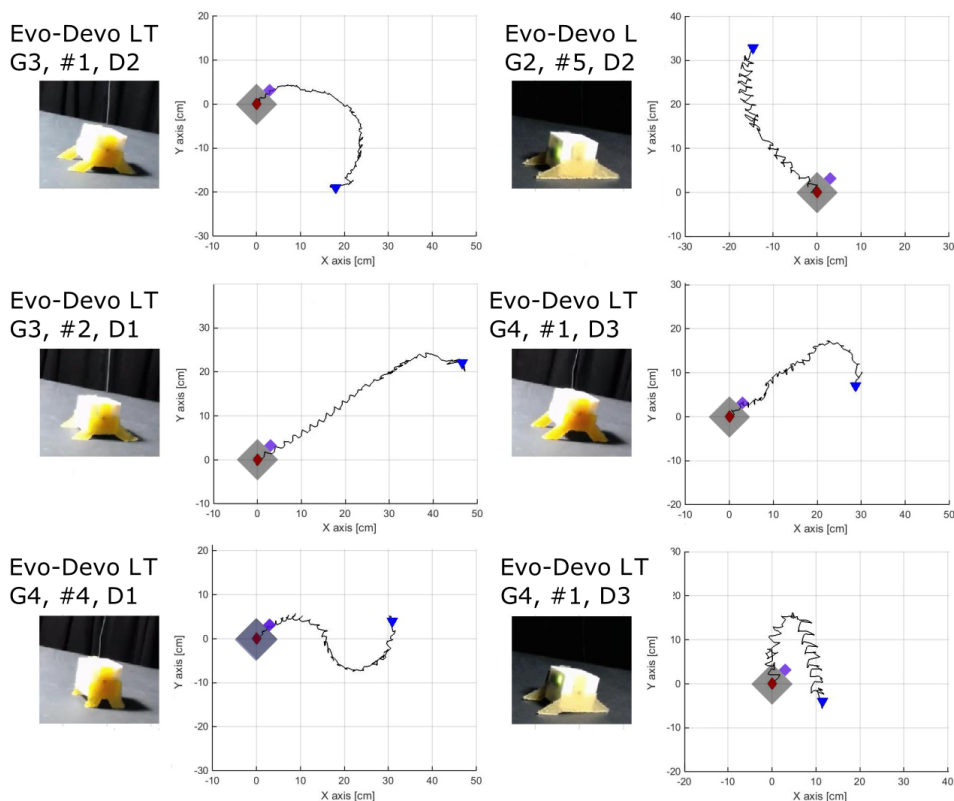 Evo-Devo LT
G3, #1, D2
Y axis [cm]
20
10
0
-10
-20
-30
-10 0 10 20 30 40 50
X axis [cm]
Evo-Devo L
G2, #5, D2
Y axis [cm]
40
30
20
10
0
-10
-30 -20 -10 0 10 20 30
X axis [cm]
Evo-Devo LT
G3, #2, D1
Y axis [cm]
30
20
10
0
-10
-10 0 10 20 30 40 50
X axis [cm]
Evo-Devo LT
G4, #1, D3
Y axis [cm]
30
20
10
0
-10
-20
-10 0 10 20 30 40 50
X axis [cm]
Evo-Devo LT
G4, #4, D1
Y axis [cm]
20
10
0
-10
-20
-30
-10 0 10 20 30 40 50
X axis [cm]
Evo-Devo LT
G4, #1, D3
Y axis [cm]
30
20
10
0
-10
-20
-20 -10 0 10 20 30 40
X axis [cm]